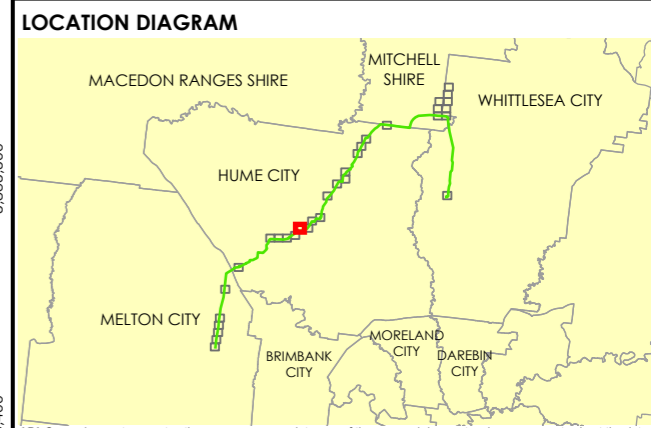 LOCATION DIAGRAM
MITCHELL
SHIRE
MACEDON RANGES SHIRE
WHITTLESEA CITY
HUME CITY
MELTON CITY
MORELAND
CITY
DAREBIN
CITY
BRIMBANK
CITY